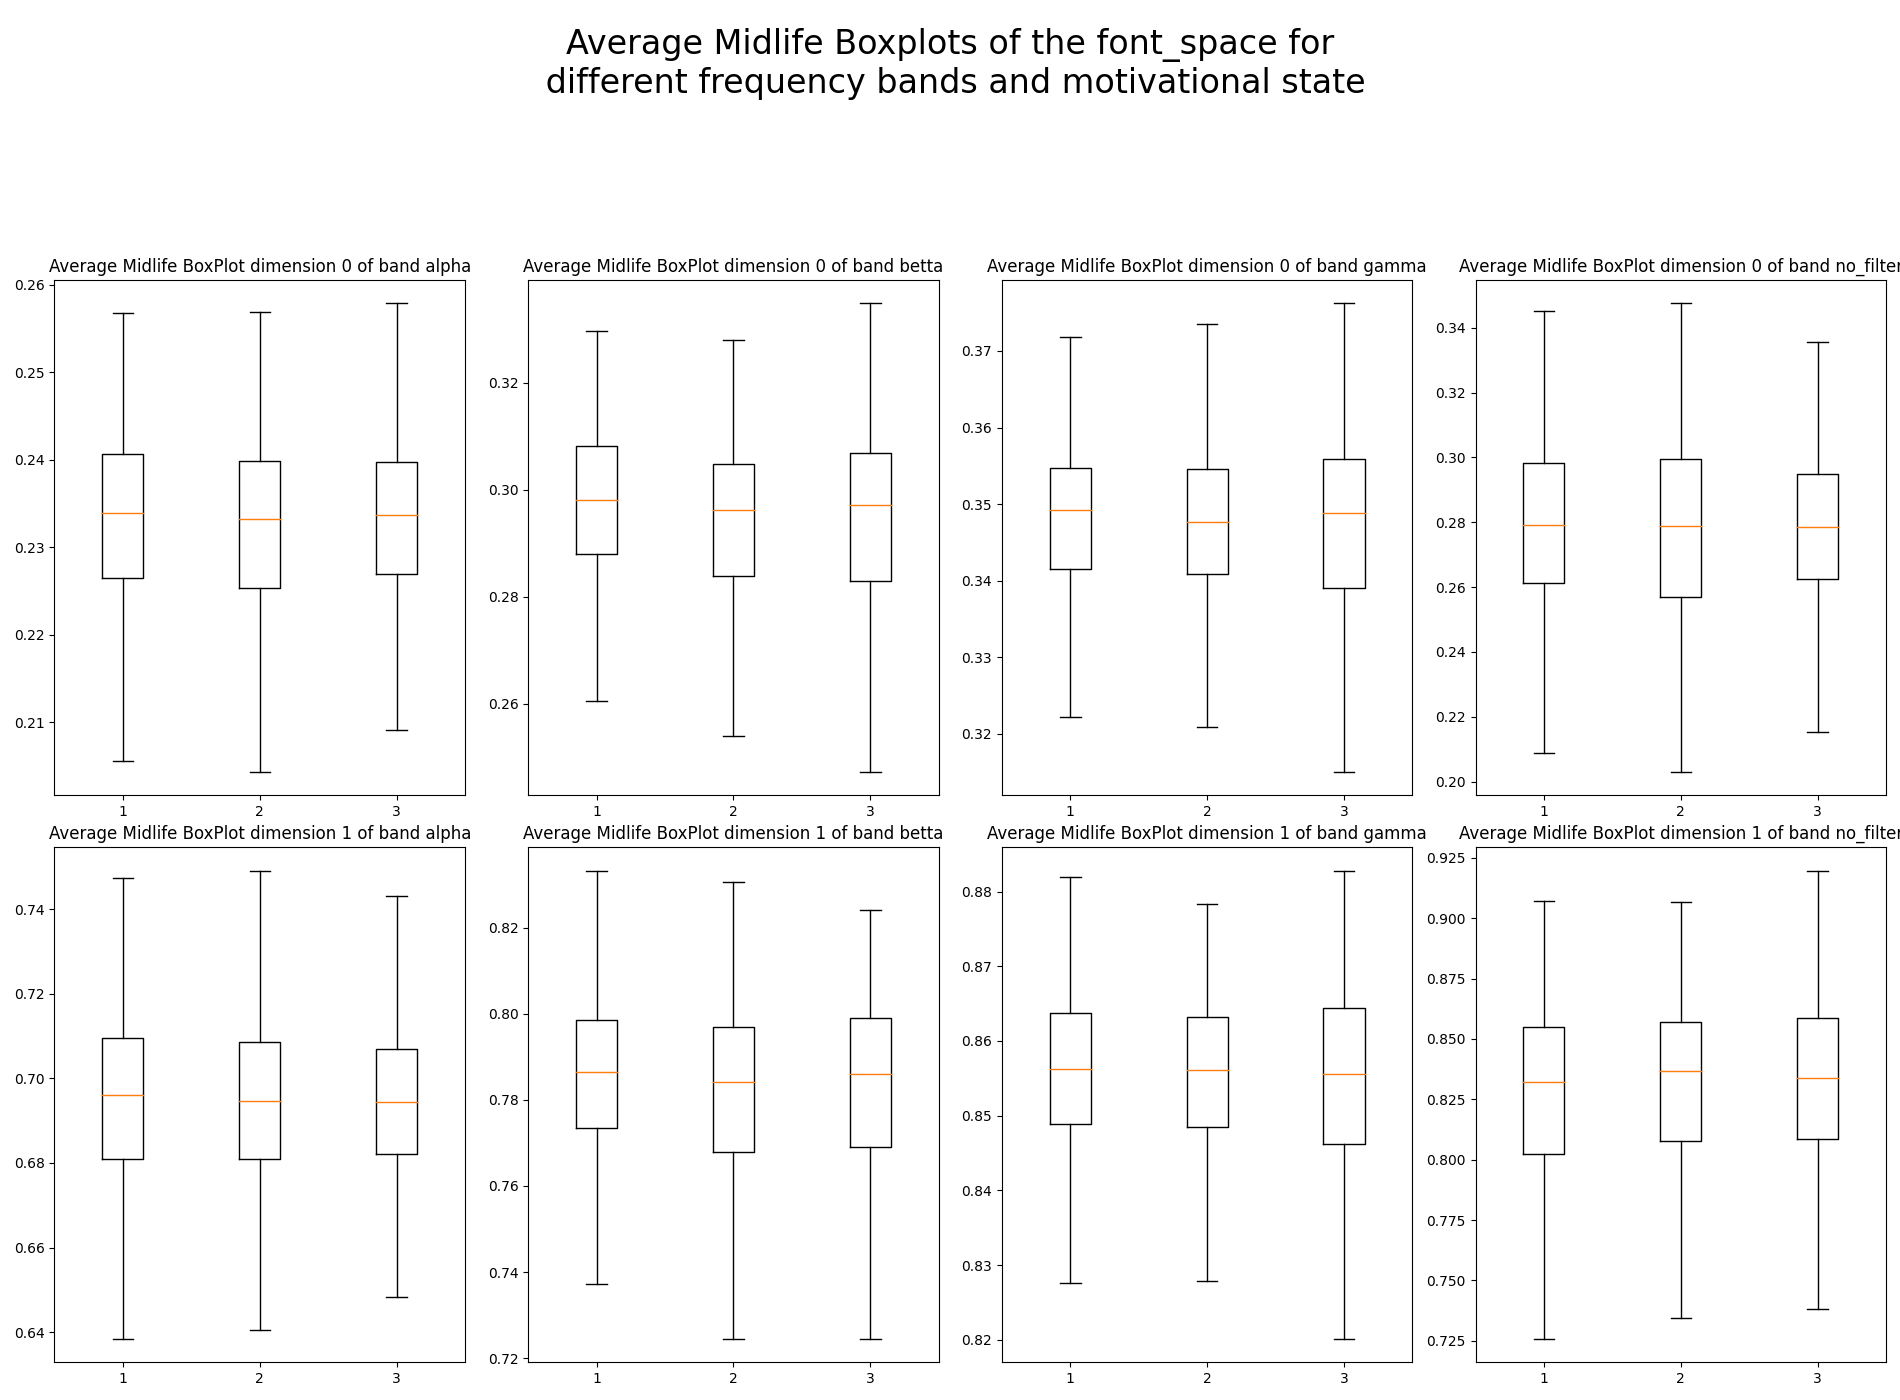 Average Midlife Boxplots of the font_space for
different frequency bands and motivational state
Average Midlife BoxPlot dimension 0 of band alpha
0.26
0.25
0.24
0.23
0.22
0.21
1 2 3
Average Midlife BoxPlot dimension 0 of band betta
0.32
0.30
0.28
0.26
1 2 3
Average Midlife BoxPlot dimension 0 of band gamma
0.37
0.36
0.35
0.34
0.33
0.32
1 2 3
Average Midlife BoxPlot dimension 0 of band no_filter
0.34
0.32
0.30
0.28
0.26
0.24
0.22
0.20
1 2 3
Average Midlife BoxPlot dimension 1 of band alpha
0.74
0.72
0.70
0.68
0.66
0.64
1 2 3
Average Midlife BoxPlot dimension 1 of band betta
0.82
0.80
0.78
0.76
0.74
0.72
1 2 3
Average Midlife BoxPlot dimension 1 of band gamma
0.88
0.87
0.86
0.85
0.84
0.83
0.82
1 2 3
Average Midlife BoxPlot dimension 1 of band no_filter
0.925
0.900
0.875
0.850
0.825
0.800
0.775
0.750
0.725
1 2 3